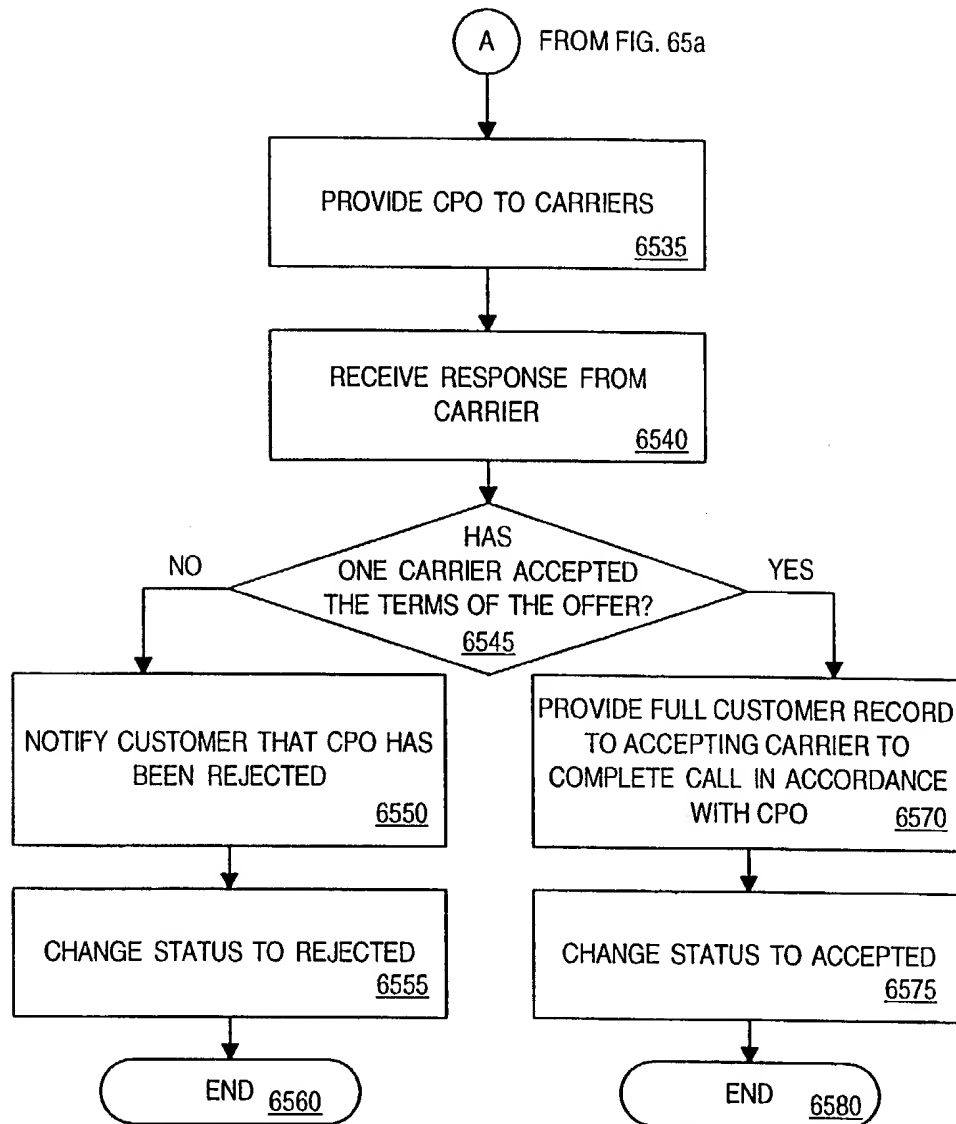 A FROM FIG. 65a
PROVIDE CPO TO CARRIERS
6535
RECEIVE RESPONSE FROM
CARRIER
6540
HAS
ONE CARRIER ACCEPTED
THE TERMS OF THE OFFER?
6545
NO
YES
NOTIFY CUSTOMER THAT CPO HAS
BEEN REJECTED
6550
CHANGE STATUS TO REJECTED
6555
END 6560
PROVIDE FULL CUSTOMER RECORD
TO ACCEPTING CARRIER TO
COMPLETE CALL IN ACCORDANCE
WITH CPO 6570
CHANGE STATUS TO ACCEPTED
6575
END 6580